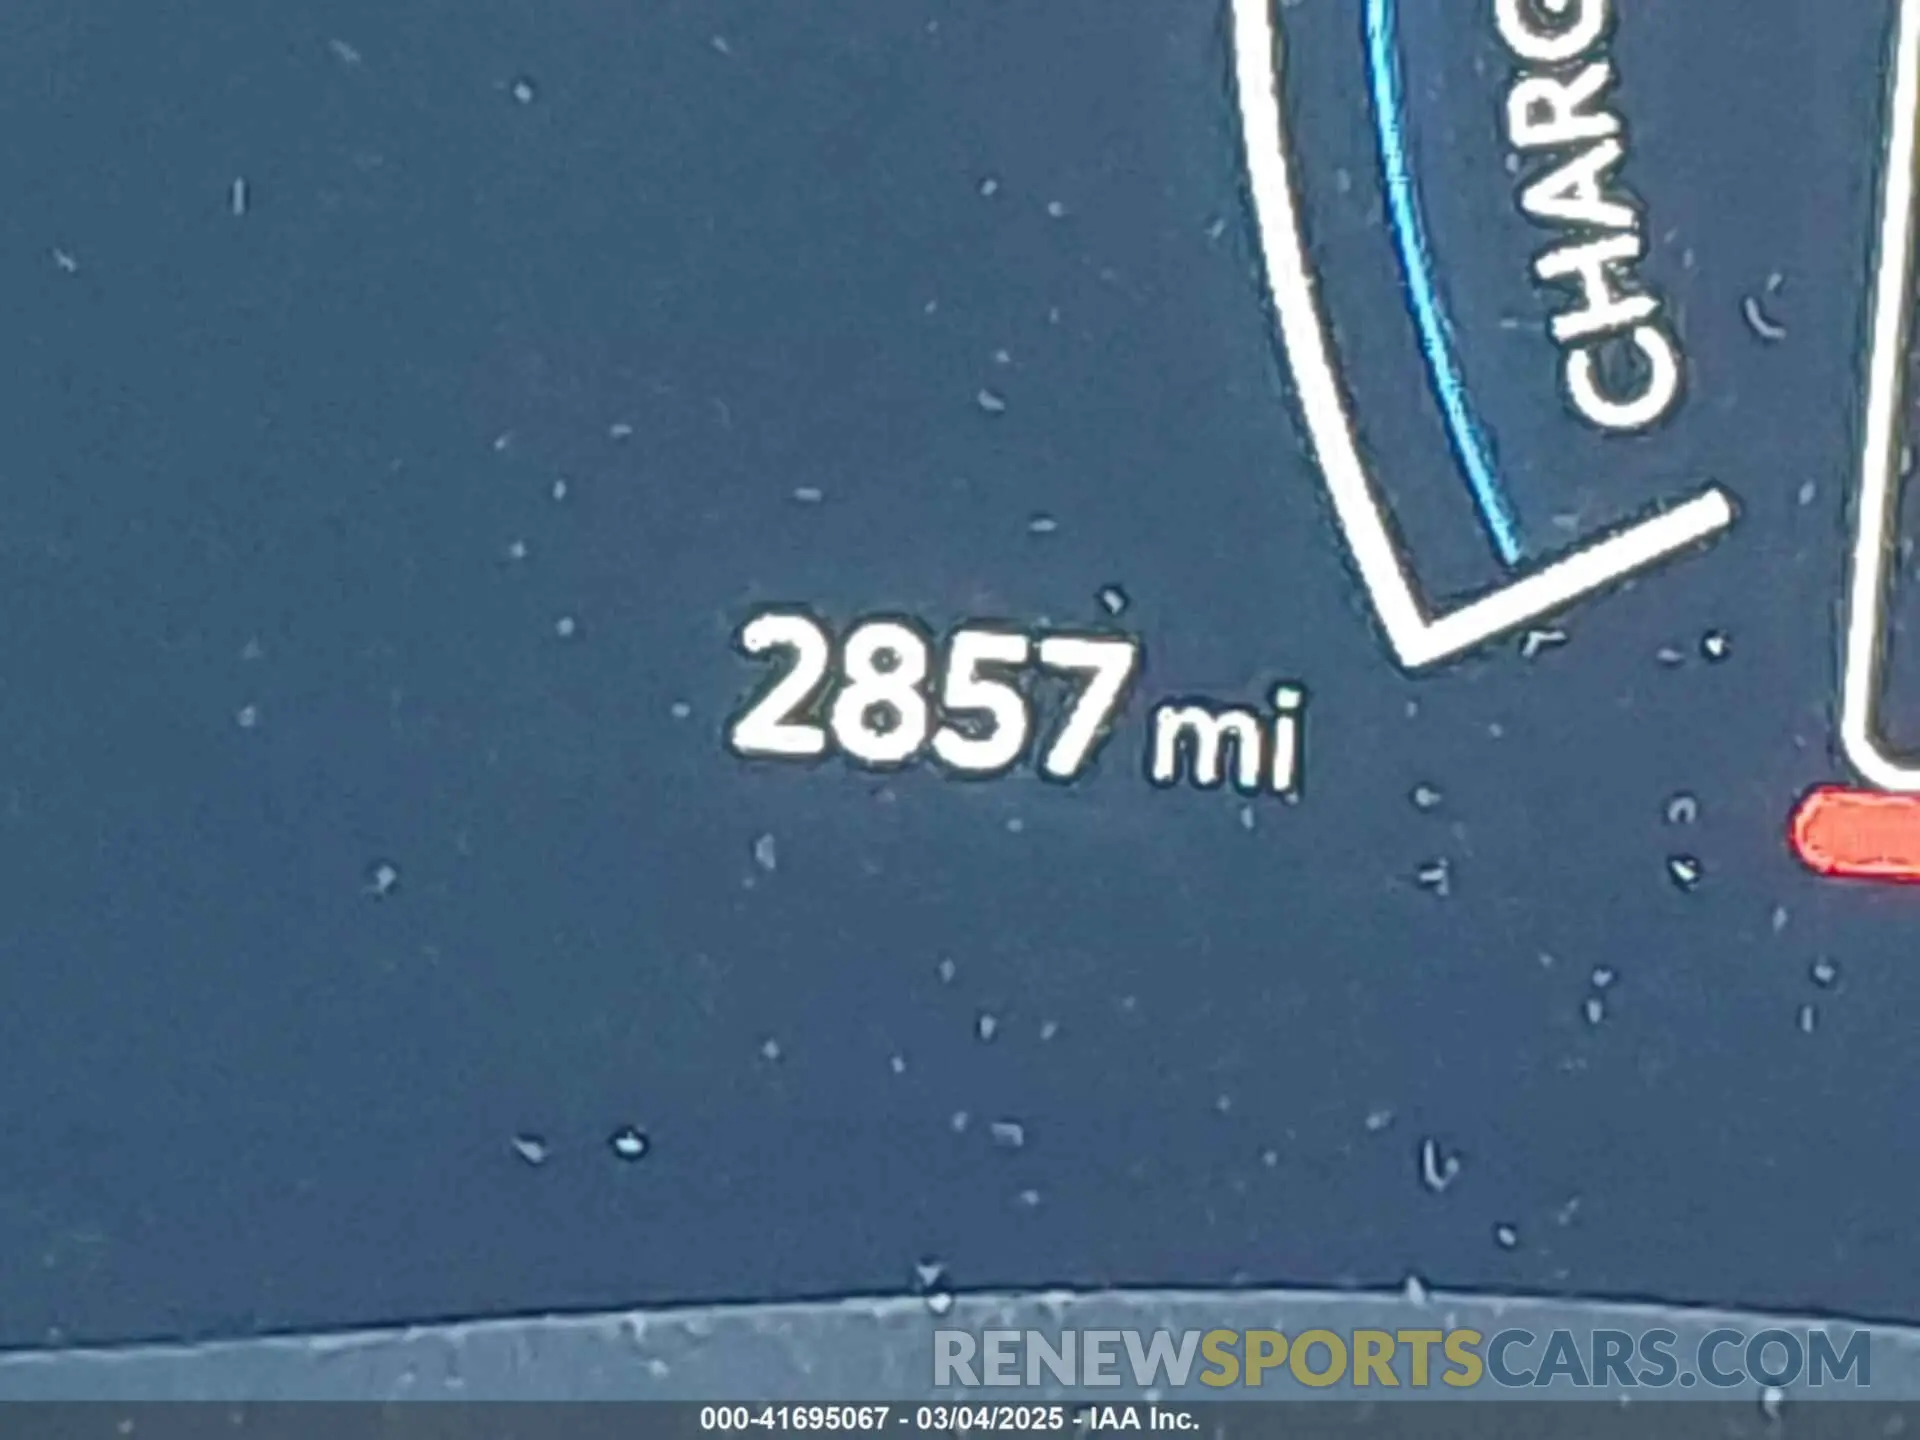 CHARG
2857 mi
RENEWSPORTSCARS.COM
000-41695067 - 03/04/2025 - IAA Inc.